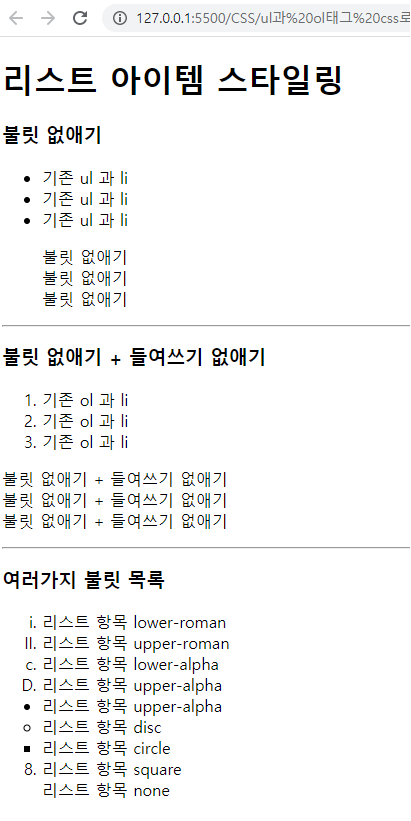 127.0.0.1:5500/CSS/ul과%20ol태그%20css로
리스트 아이템 스타일링
불릿 없애기
• 기존 ul 과 li
• 기존 ul 과 li
• 기존 ul 과 li
불릿 없애기
불릿 없애기
불릿 없애기
불릿 없애기 + 들여쓰기 없애기
1. 기존 ol 과 li
2. 기존 ol 과 li
3. 기존 ol 과 li
불릿 없애기 + 들여쓰기 없애기
불릿 없애기 + 들여쓰기 없애기
불릿 없애기 + 들여쓰기 없애기
여러가지 불릿 목록
i. 리스트 항목 lower-roman
II. 리스트 항목 upper-roman
c. 리스트 항목 lower-alpha
D. 리스트 항목 upper-alpha
• 리스트 항목 upper-alpha
◦ 리스트 항목 disc
▪ 리스트 항목 circle
8. 리스트 항목 square
리스트 항목 none